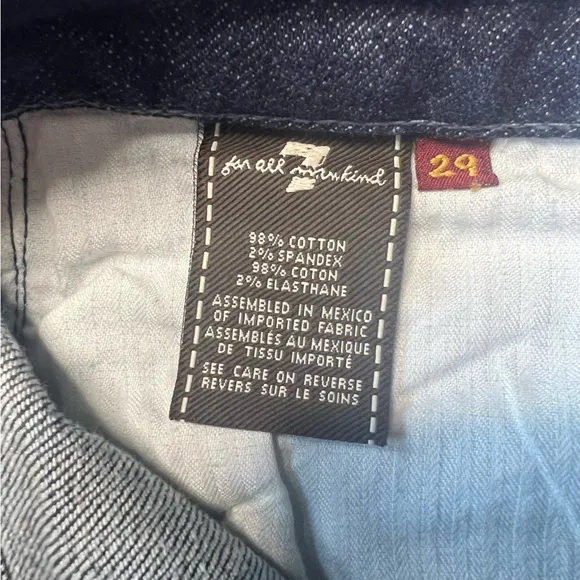 7
for all mankind
29
98% COTTON
2% SPANDEX
98% COTON
2% ELASTHANE
ASSEMBLED IN MEXICO
OF IMPORTED FABRIC
ASSEMBLÉS AU MEXIQUE
DE TISSU IMPORTÉ
SEE CARE ON REVERSE
REVERS SUR LE SOINS